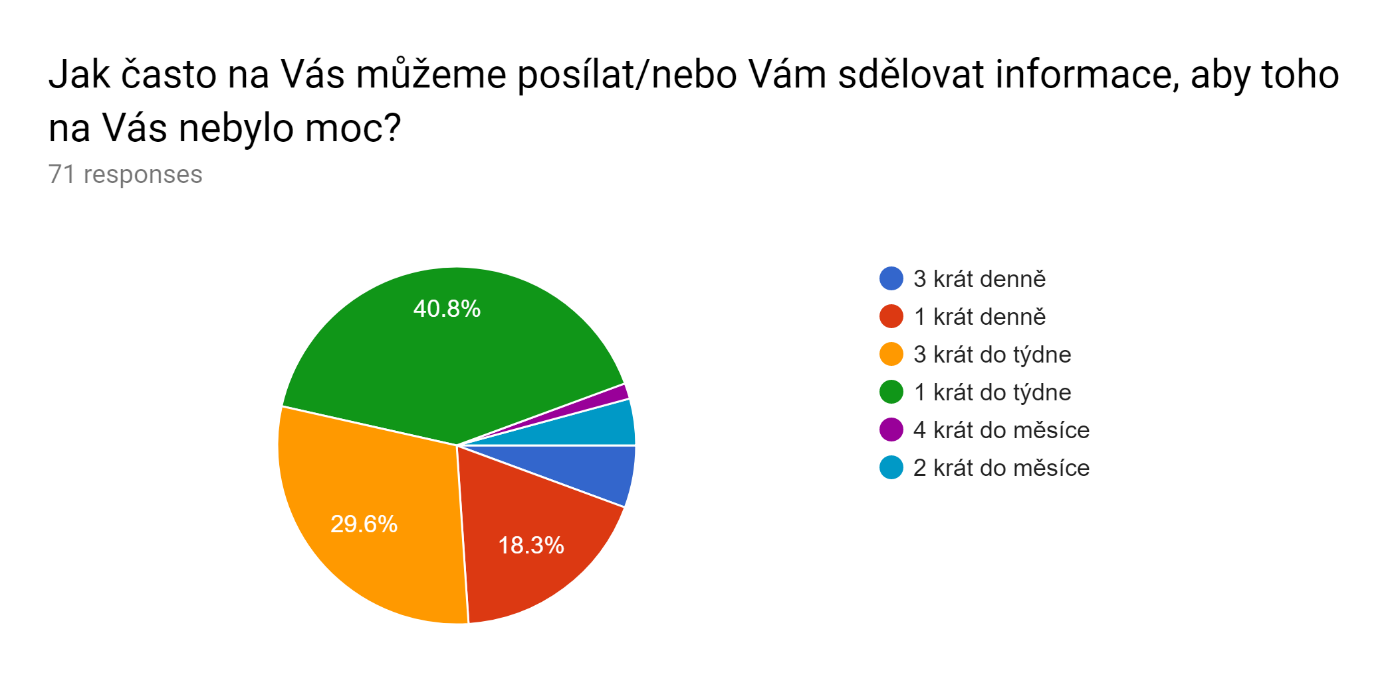 Jak často na Vás můžeme posílat/nebo Vám sdělovat informace, aby toho
na Vás nebylo moc?
71 responses
40.8%
29.6%
18.3%
3 krát denně
1 krát denně
3 krát do týdne
1 krát do týdne
4 krát do měsíce
2 krát do měsíce